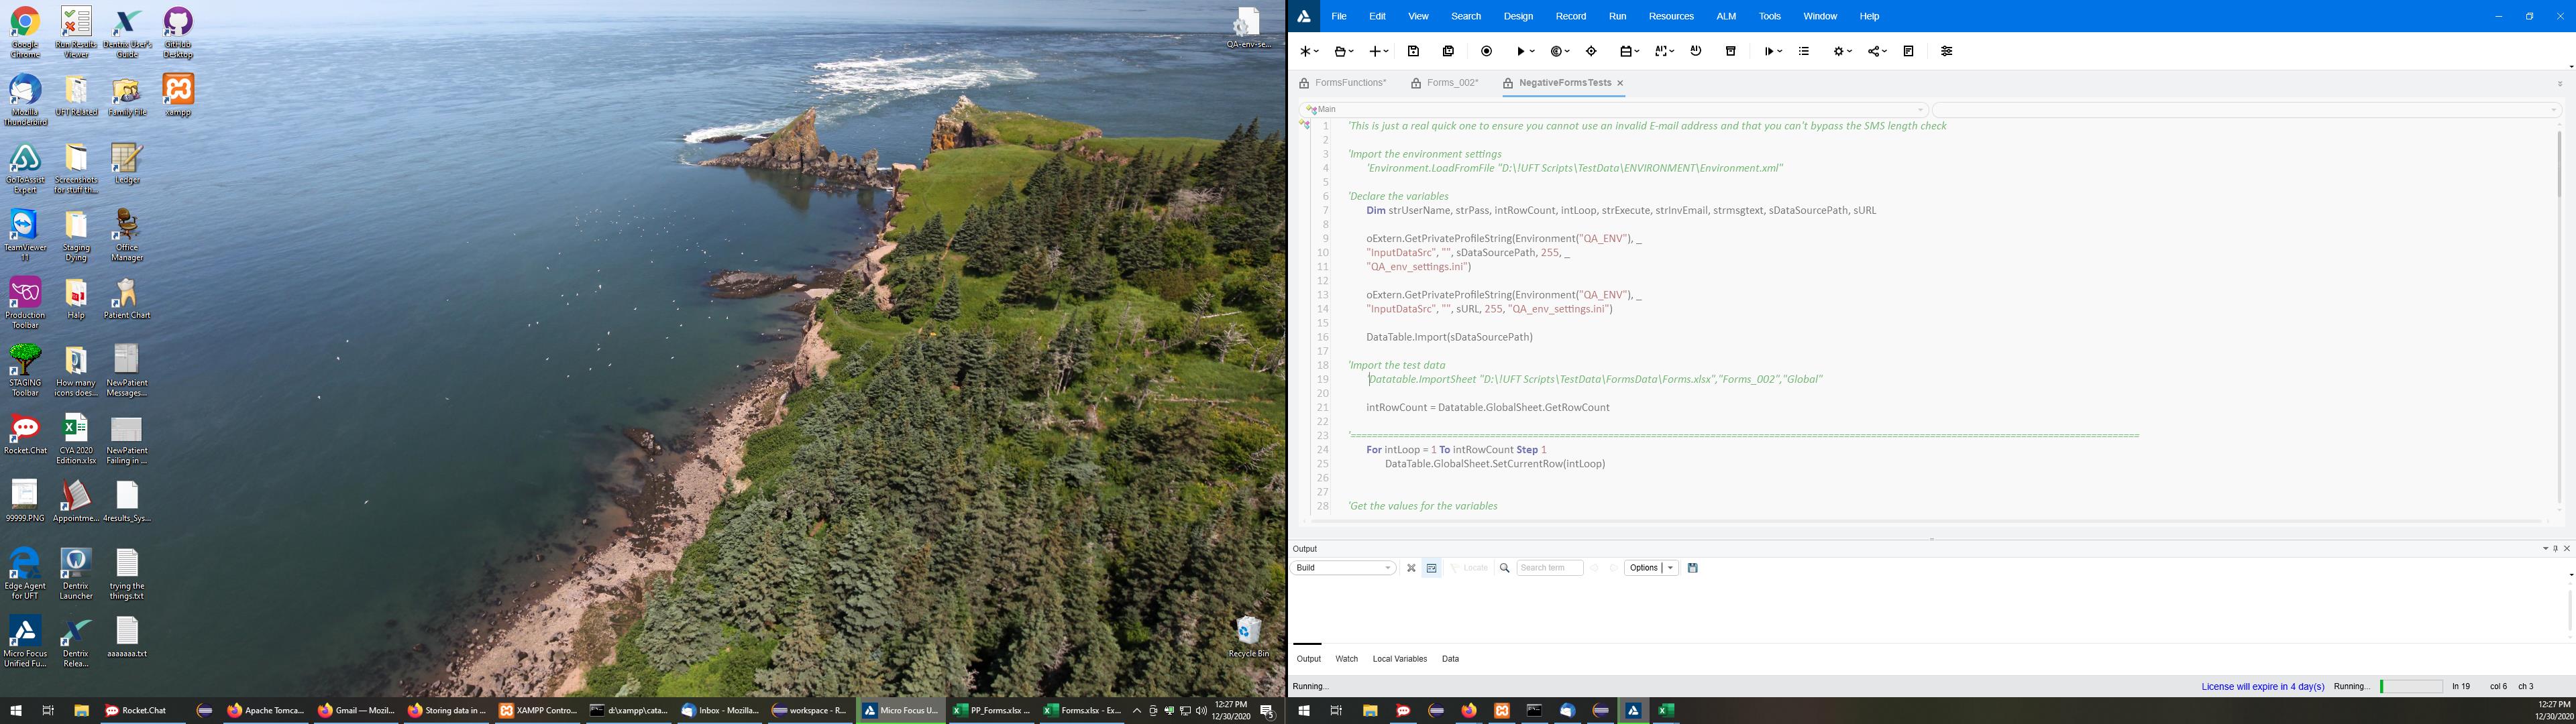 Google Chrome
Run Results Viewer
Dentrix User's Guide
GitHub Desktop
QA-env-se...
Mozilla Thunderbird
UFT Related
Family File
xampp
GoToAssist Expert
Screenshots for stuff th...
Ledger
TeamViewer 11
Staging Dying
Office Manager
Production Toolbar
Halp
Patient Chart
STAGING Toolbar
How many icons does...
NewPatient Messages...
Rocket.Chat
CYA 2020 Edition.xlsx
NewPatient Failing in ...
99999.PNG
Appointme...
4results_Sys...
Edge Agent for UFT
Dentrix Launcher
trying the things.txt
Micro Focus Unified Fu...
Dentrix Relea...
aaaaaaa.txt
Recycle Bin
File Edit View Search Design Record Run Resources ALM Tools Window Help
FormsFunctions* Forms_002* NegativeFormsTests
Main
1 'This is just a real quick one to ensure you cannot use an invalid E-mail address and that you can't bypass the SMS length check
2
3 'Import the environment settings
4 'Environment.LoadFromFile "D:\!UFT Scripts\TestData\ENVIRONMENT\Environment.xml"
5
6 'Declare the variables
7 Dim strUserName, strPass, intRowCount, intLoop, strExecute, strInvEmail, strmsgtext, sDataSourcePath, sURL
8
9 oExtern.GetPrivateProfileString(Environment("QA_ENV"), _
10 "InputDataSrc", "", sDataSourcePath, 255, _
11 "QA_env_settings.ini")
12
13 oExtern.GetPrivateProfileString(Environment("QA_ENV"), _
14 "InputDataSrc", "", sURL, 255, "QA_env_settings.ini")
15
16 DataTable.Import(sDataSourcePath)
17
18 'Import the test data
19 'Datatable.ImportSheet "D:\!UFT Scripts\TestData\FormsData\Forms.xlsx","Forms_002","Global"
20
21 intRowCount = Datatable.GlobalSheet.GetRowCount
22
23
24 For intLoop = 1 To intRowCount Step 1
25 DataTable.GlobalSheet.SetCurrentRow(intLoop)
26
27
28 'Get the values for the variables
Output
Build Locate Search term Options
Output Watch Local Variables Data
Running... License will expire in 4 day(s) Running... ln 19 col 6 ch 3
Rocket.Chat Apache Tomca... Gmail — Mozil... Storing data in ... XAMPP Contro... d:\xampp\cata... Inbox - Mozilla... workspace - R... Micro Focus U... PP_Forms.xlsx ... Forms.xlsx - Ex... 12:27 PM 12/30/2020 5
12:27 PM
12/30/2020